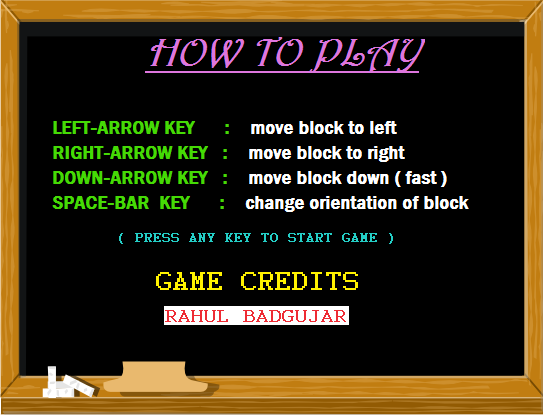 HOW TO PLAY
LEFT-ARROW KEY : move block to left
RIGHT-ARROW KEY : move block to right
DOWN-ARROW KEY : move block down ( fast )
SPACE-BAR KEY : change orientation of block
( PRESS ANY KEY TO START GAME )
GAME CREDITS
RAHUL BADGUJAR